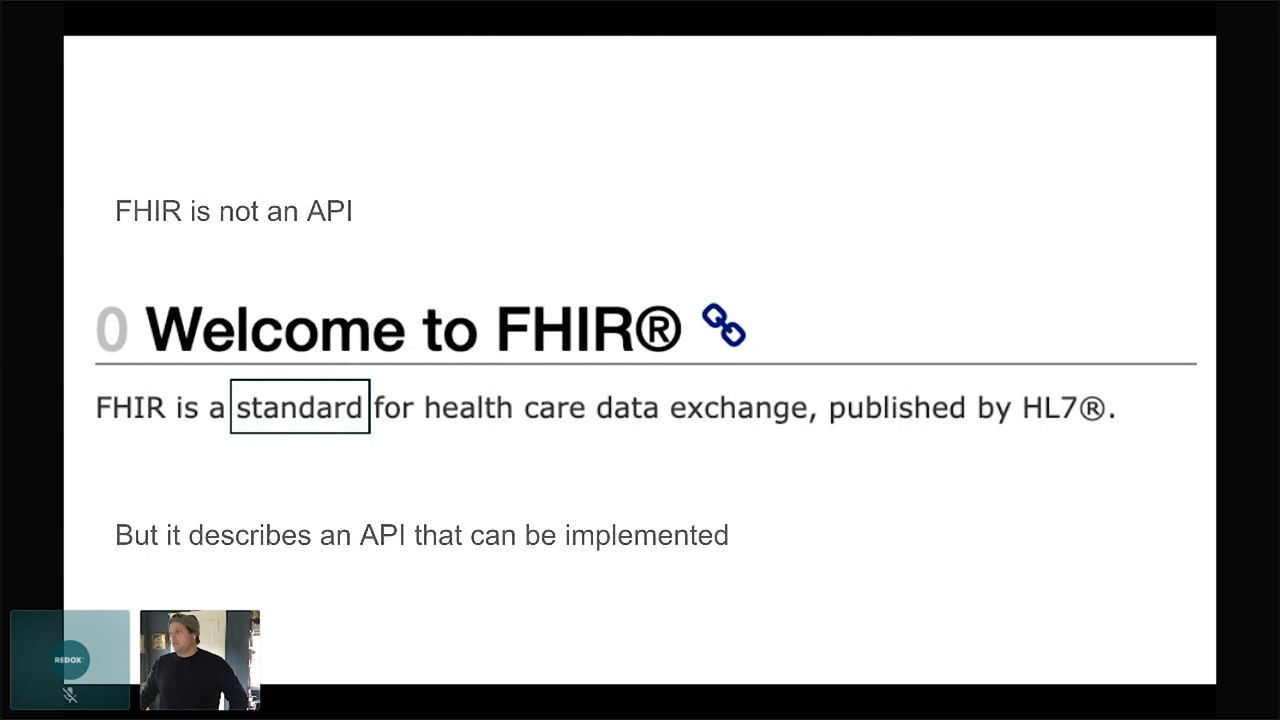 FHIR is not an API
0 Welcome to FHIR®
FHIR is a standard for health care data exchange, published by HL7®.
But it describes an API that can be implemented
REDOX